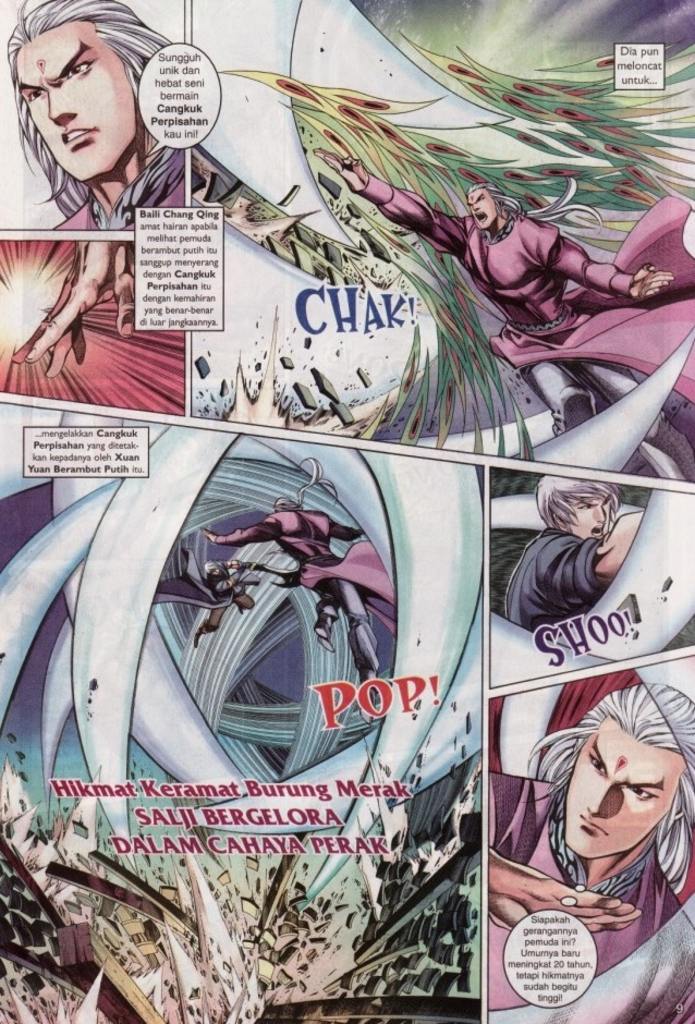 Sungguh
unik dan
hebat seni
bermain
Cangkuk
Perpisahan
kau ini!
Dia pun
meloncat
untuk...
Baili Chang Qing
amat hairan apabila
melihat pemuda
berambut putih itu
sanggup menyerang
dengan Cangkuk
Perpisahan itu
dengan kemahiran
yang benar-benar
di luar jangkaannya.
CHAK!
...mengelakkan Cangkuk
Perpisahan yang ditetak-
kan kepadanya oleh Xuan
Yuan Berambut Putih itu.
POP!
Hikmat Keramat Burung Merak
SALJI BERGELORA
DALAM CAHAYA PERAK
SHOO!
Siapakah
gerangannya
pemuda ini?
Umurnya baru
meningkat 20 tahun,
tetapi hikmatnya
sudah begitu
tinggi!
9